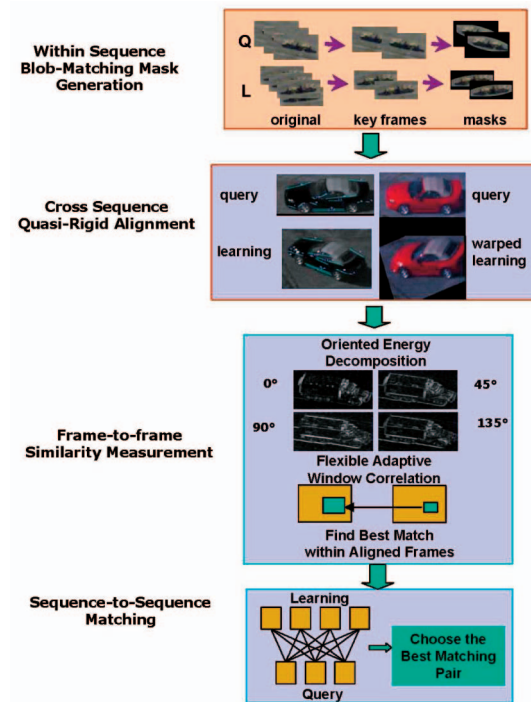 Within Sequence
Blob-Matching Mask
Generation
Q
L
original
key frames
masks
Cross Sequence
Quasi-Rigid Alignment
query
query
learning
warped
learning
Oriented Energy
Decomposition
0°
45°
90°
135°
Frame-to-frame
Similarity Measurement
Flexible Adaptive
Window Correlation
Find Best Match
within Aligned Frames
Sequence-to-Sequence
Matching
Learning
Query
Choose the
Best Matching
Pair